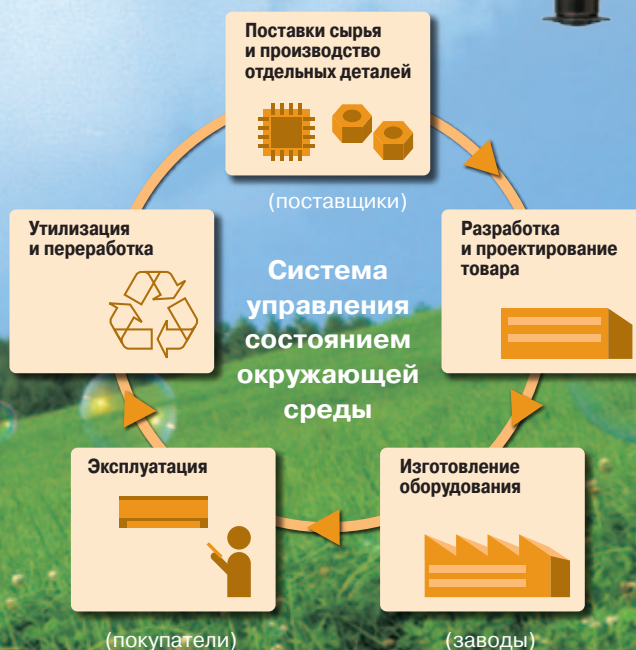 Поставки сырья
и производство
отдельных деталей
(поставщики)
Утилизация
и переработка
Разработка
и проектирование
товара
Система
управления
состоянием
окружающей
среды
Эксплуатация
Изготовление
оборудования
(покупатели)
(заводы)